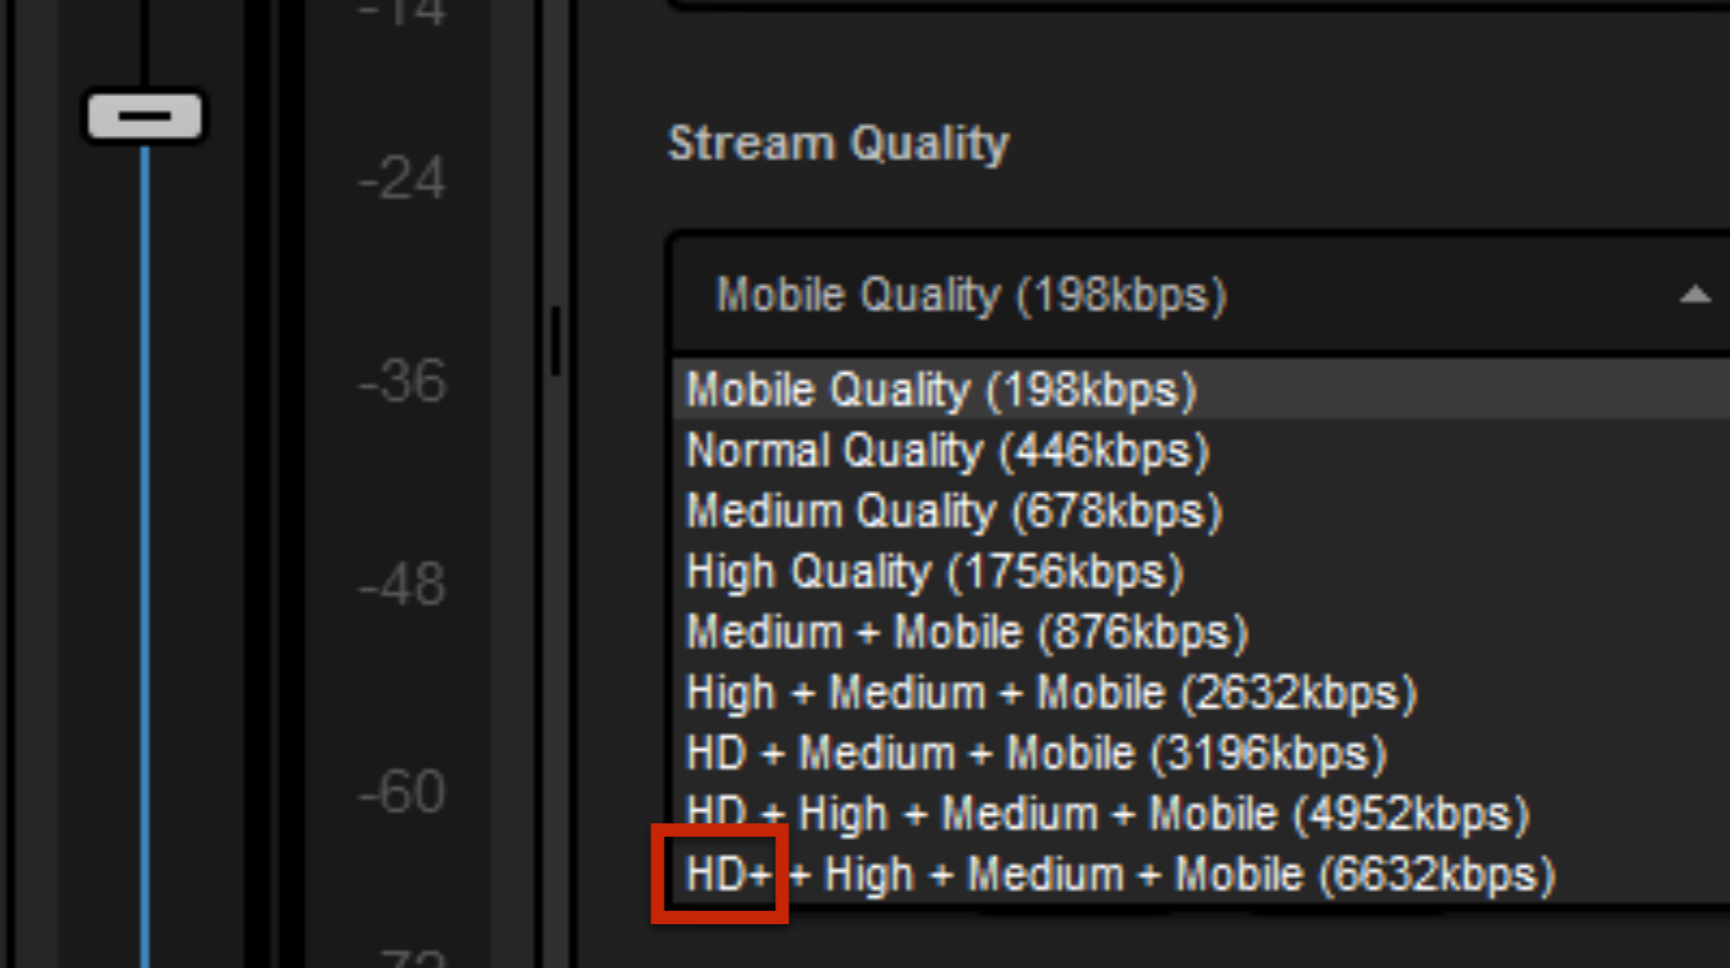 -14
-24
-36
-48
-60
-72
Stream Quality
Mobile Quality (198kbps)
Mobile Quality (198kbps)
Normal Quality (446kbps)
Medium Quality (678kbps)
High Quality (1756kbps)
Medium + Mobile (876kbps)
High + Medium + Mobile (2632kbps)
HD + Medium + Mobile (3196kbps)
HD + High + Medium + Mobile (4952kbps)
HD+ + High + Medium + Mobile (6632kbps)